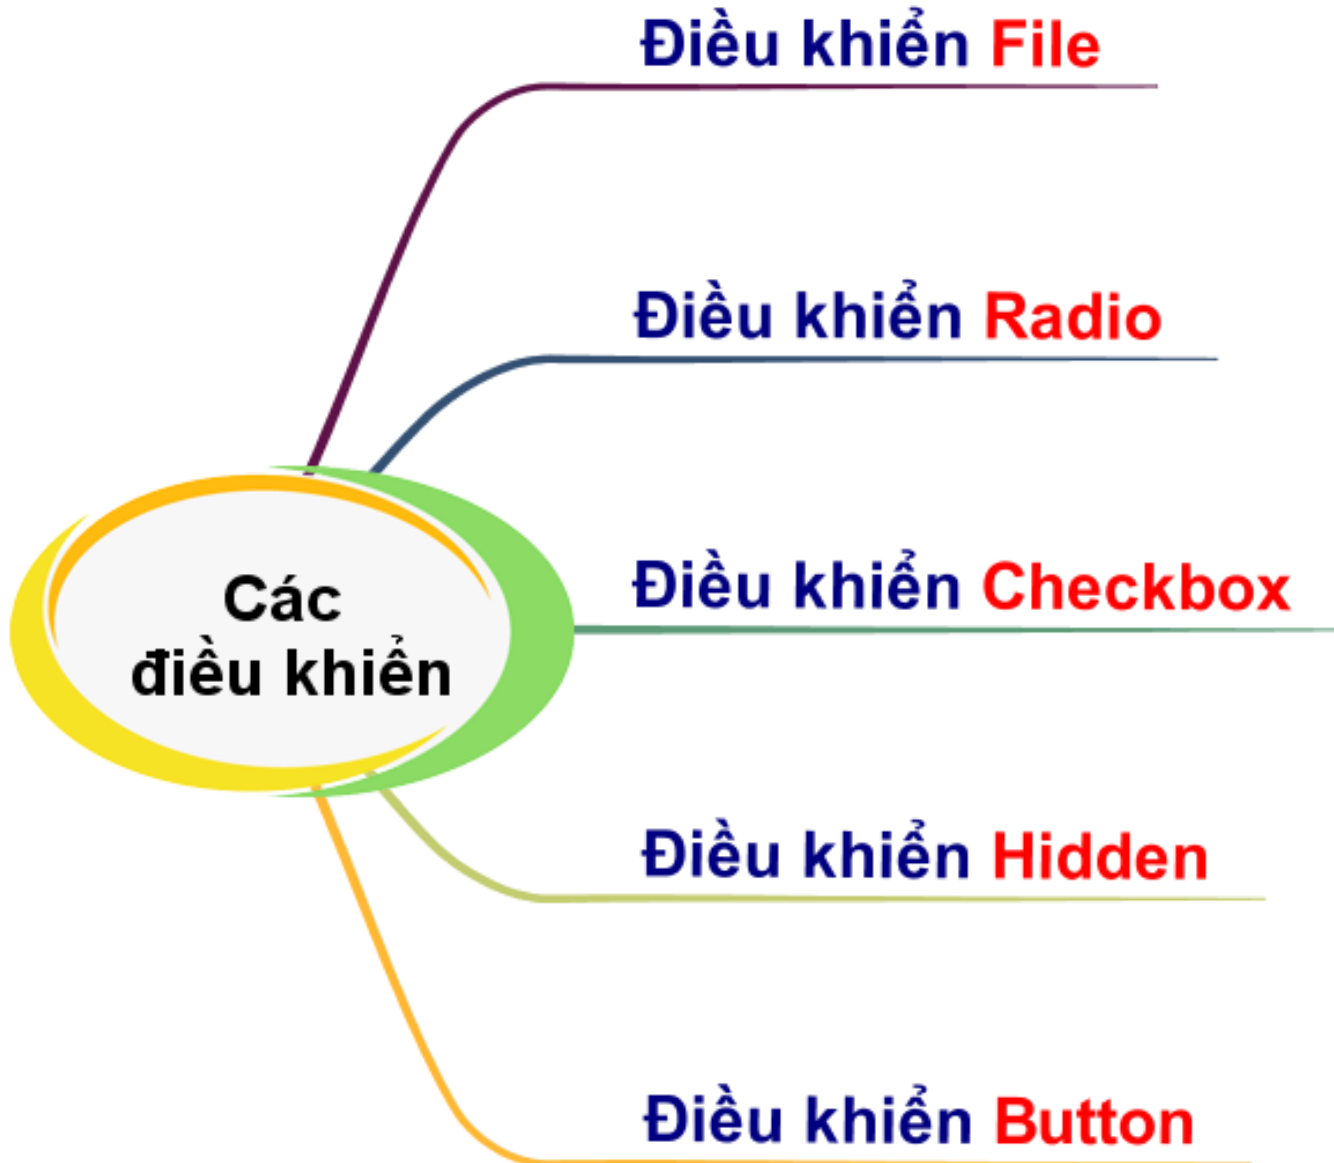 Điều khiển File
Điều khiển Radio
Các
điều khiển
Điều khiển Checkbox
Điều khiển Hidden
Điều khiển Button